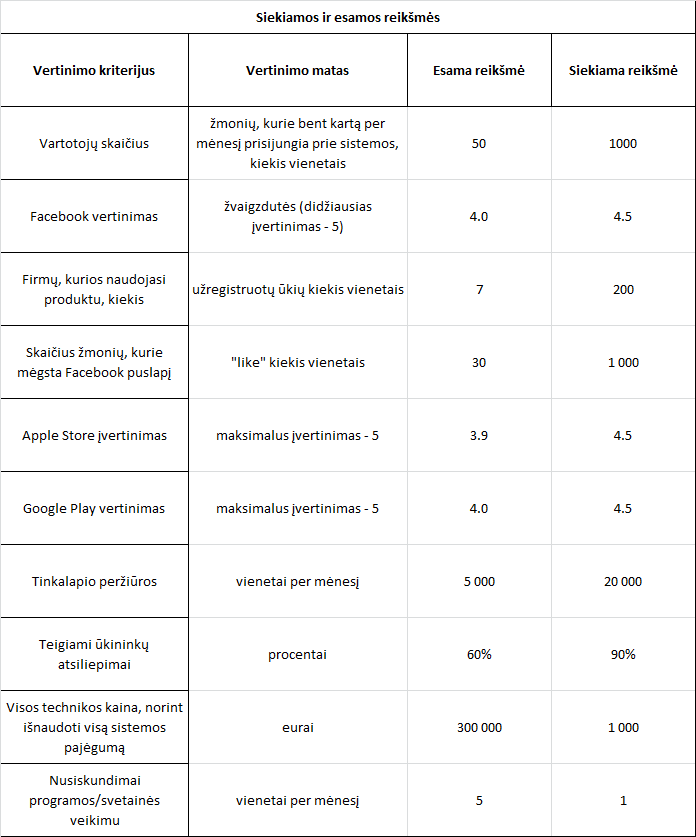 Siekiamos ir esamos reikšmės
Vertinimo kriterijus
Vertinimo matas
Esama reikšmė
Siekiama reikšmė
Vartotojų skaičius
žmonių, kurie bent kartą per
mėnesį prisijungia prie sistemos,
kiekis vienetais
50
1000
Facebook vertinimas
žvaigzdutės (didžiausias
įvertinimas - 5)
4.0
4.5
Firmų, kurios naudojasi
produktu, kiekis
užregistruotų ūkių kiekis vienetais
7
200
Skaičius žmonių, kurie
mėgsta Facebook puslapį
"like" kiekis vienetais
30
1 000
Apple Store įvertinimas
maksimalus įvertinimas - 5
3.9
4.5
Google Play vertinimas
maksimalus įvertinimas - 5
4.0
4.5
Tinkalapio peržiūros
vienetai per mėnesį
5 000
20 000
Teigiami ūkininkų
atsiliepimai
procentai
60%
90%
Visos technikos kaina, norint
išnaudoti visą sistemos
pajėgumą
eurai
300 000
1 000
Nusiskundimai
programos/svetainės
veikimu
vienetai per mėnesį
5
1